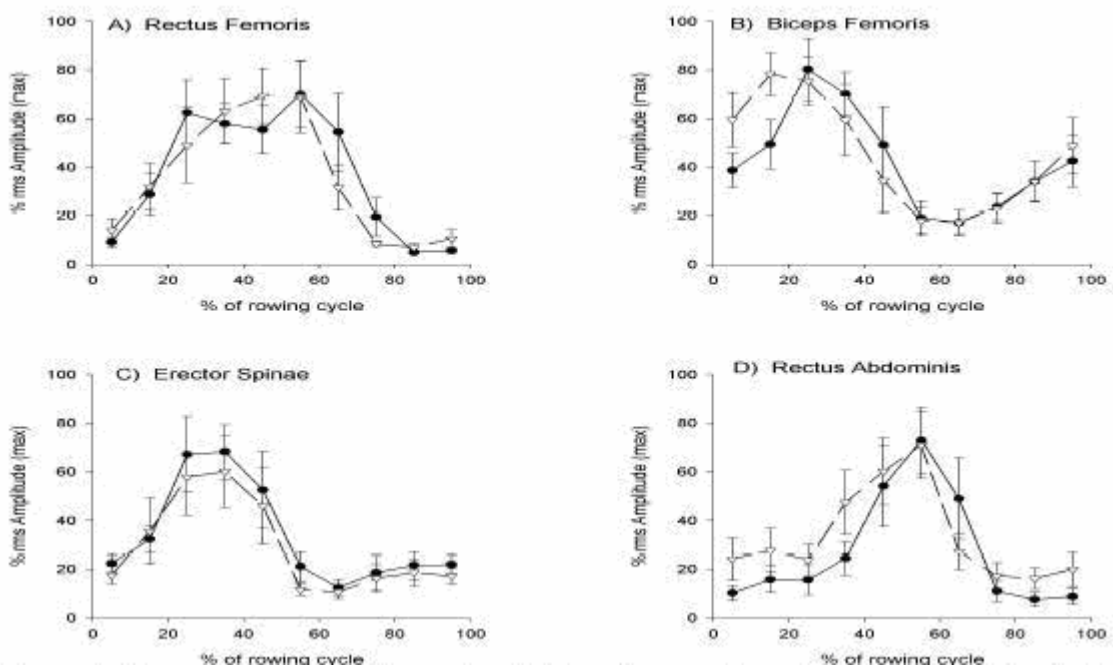 A) Rectus Femoris
% rms Amplitude (max)
100
80
60
40
20
0
0 20 40 60 80 100
% of rowing cycle
B) Biceps Femoris
% rms Amplitude (max)
100
80
60
40
20
0
0 20 40 60 80 100
% of rowing cycle
C) Erector Spinae
% rms Amplitude (max)
100
80
60
40
20
0
0 20 40 60 80 100
% of rowing cycle
D) Rectus Abdominis
% rms Amplitude (max)
100
80
60
40
20
0
0 20 40 60 80 100
% of rowing cycle